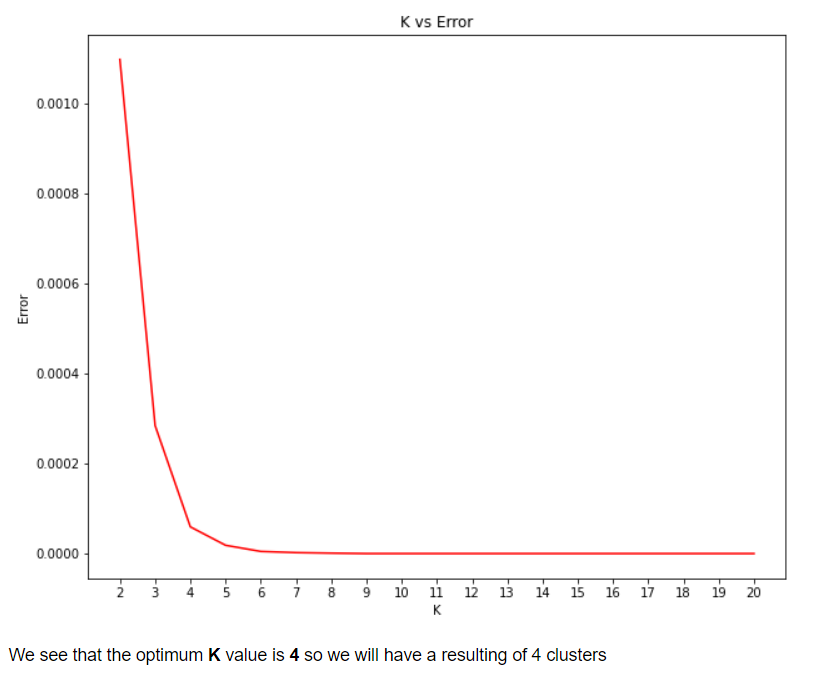 K vs Error
0.0010
0.0008
0.0006
0.0004
0.0002
0.0000
Error
2 3 4 5 6 7 8 9 10 11 12 13 14 15 16 17 18 19 20
K
We see that the optimum K value is 4 so we will have a resulting of 4 clusters